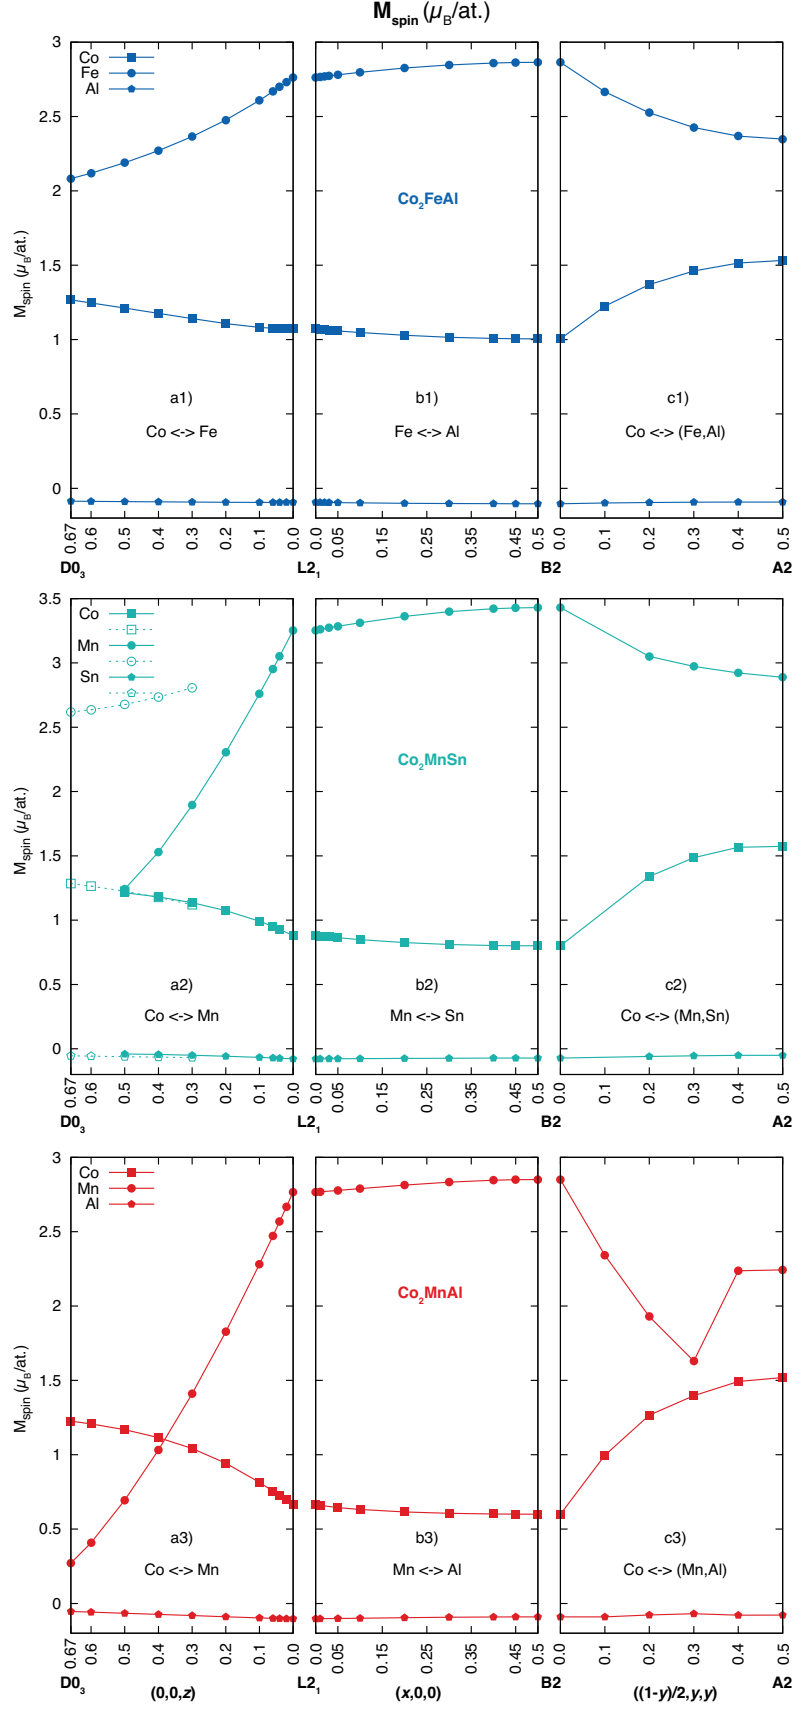 M_spin (μ_B/at.)
Co
Fe
Al
M_spin (μ_B/at.)
3
2.5
2
1.5
1
0.5
0
Co₂FeAl
a1) b1) c1)
Co <-> Fe Fe <-> Al Co <-> (Fe,Al)
0.67 0.6 0.5 0.4 0.3 0.2 0.1 0.0 0.0 0.05 0.15 0.25 0.35 0.45 0.5 0.0 0.1 0.2 0.3 0.4 0.5
D0₃ L2₁ B2 A2
Co
Mn
Sn
M_spin (μ_B/at.)
3.5
3
2.5
2
1.5
1
0.5
0
Co₂MnSn
a2) b2) c2)
Co <-> Mn Mn <-> Sn Co <-> (Mn,Sn)
0.67 0.6 0.5 0.4 0.3 0.2 0.1 0.0 0.0 0.05 0.15 0.25 0.35 0.45 0.5 0.0 0.2 0.3 0.4 0.5
D0₃ L2₁ B2 A2
Co
Mn
Al
M_spin (μ_B/at.)
3
2.5
2
1.5
1
0.5
0
Co₂MnAl
a3) b3) c3)
Co <-> Mn Mn <-> Al Co <-> (Mn,Al)
0.67 0.6 0.5 0.4 0.3 0.2 0.1 0.0 0.0 0.05 0.15 0.25 0.35 0.45 0.5 0.0 0.1 0.2 0.3 0.4 0.5
D0₃ (0,0,z) L2₁ (x,0,0) B2 ((1-y)/2,y,y) A2